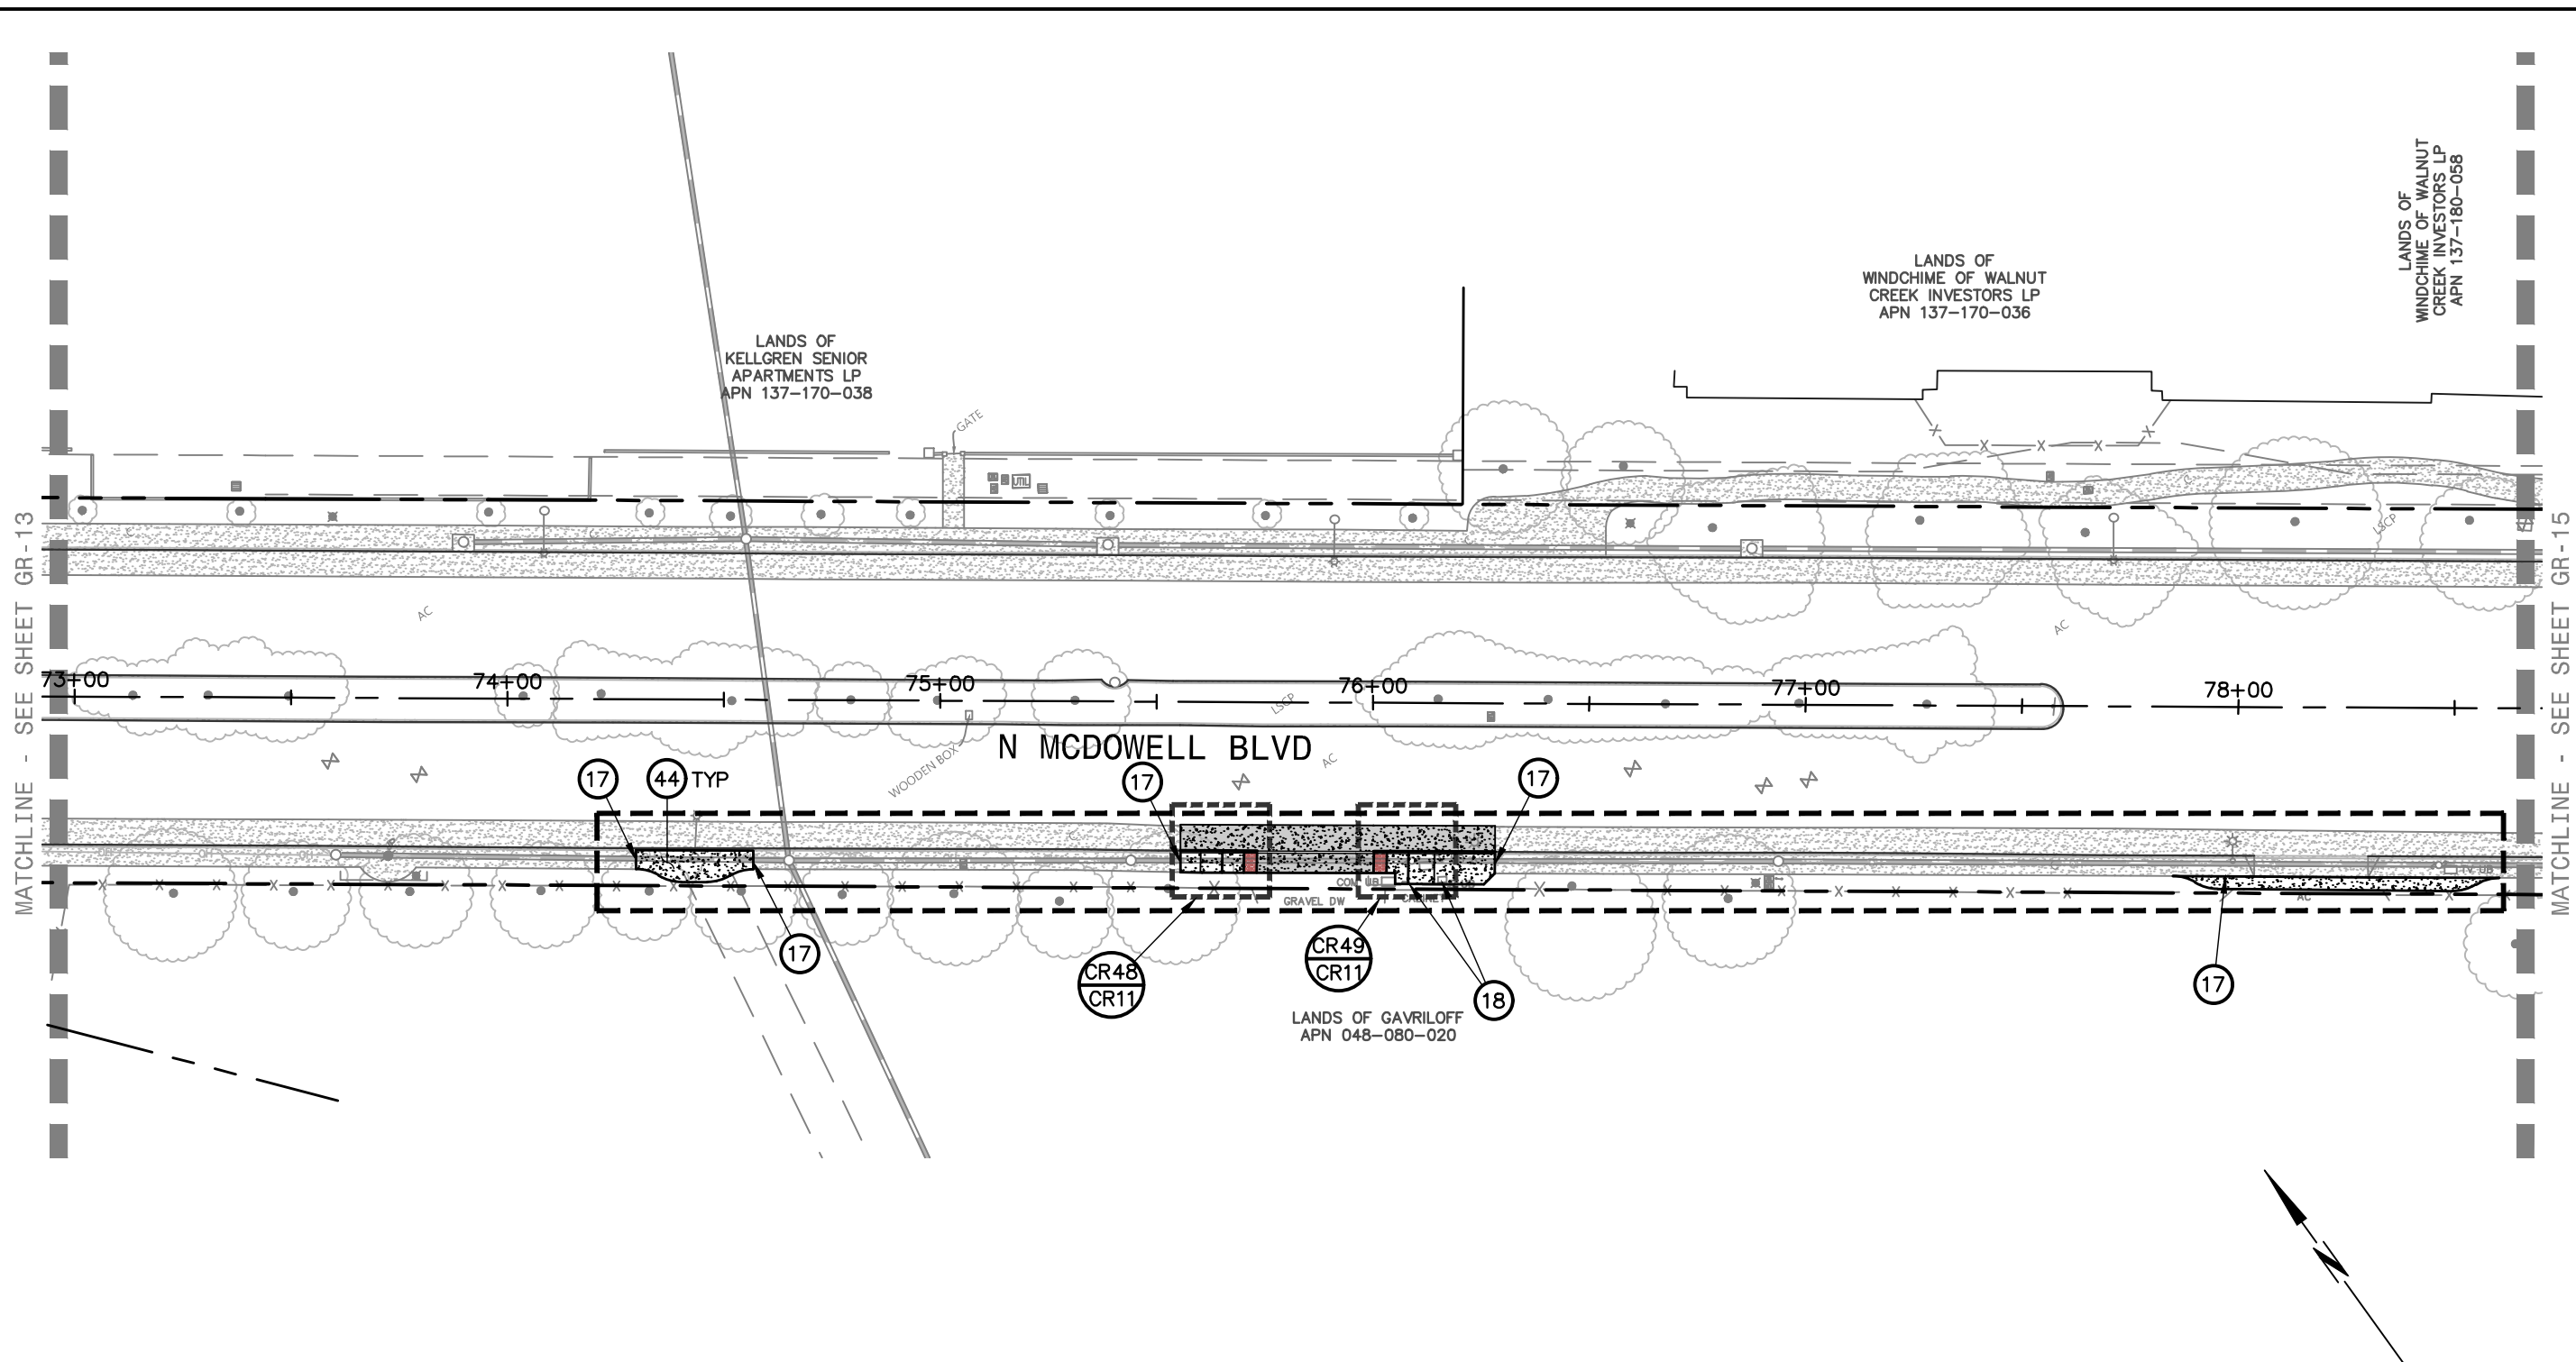 LANDS OF
WINDCHIME OF WALNUT
CREEK INVESTORS LP
APN 137-180-058
LANDS OF
WINDCHIME OF WALNUT
CREEK INVESTORS LP
APN 137-170-036
LANDS OF
KELLGREN SENIOR
APARTMENTS LP
APN 137-170-038
GATE
UTIL
LSCP
MATCHLINE - SEE SHEET GR-13
MATCHLINE - SEE SHEET GR-15
AC
AC
73+00
74+00
75+00
76+00
77+00
78+00
LSCP
N MCDOWELL BLVD
WOODEN BOX
AC
17
44 TYP
17
17
GRAVEL DW
AC
17
CR48
CR11
CR49
CR11
18
17
LANDS OF GAVRILOFF
APN 048-080-020